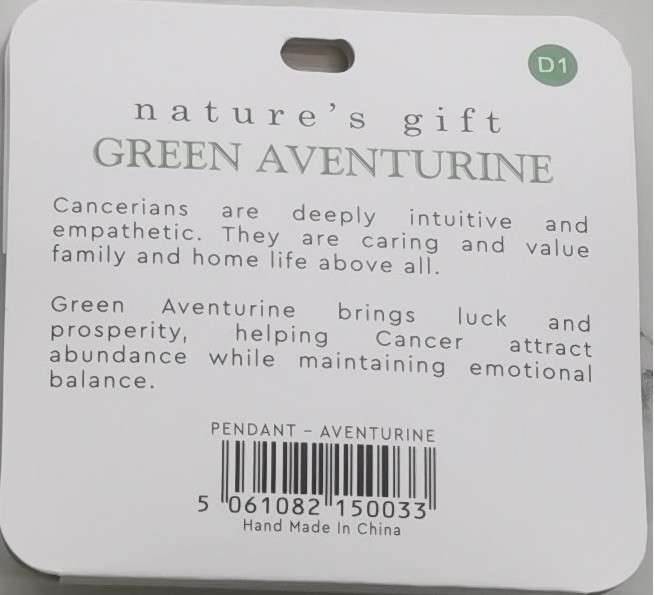 D1
nature's gift
GREEN AVENTURINE
Cancerians are deeply intuitive and
empathetic. They are caring and value
family and home life above all.
Green Aventurine brings luck and
prosperity, helping Cancer attract
abundance while maintaining emotional
balance.
PENDANT - AVENTURINE
5 061082 150033
Hand Made In China